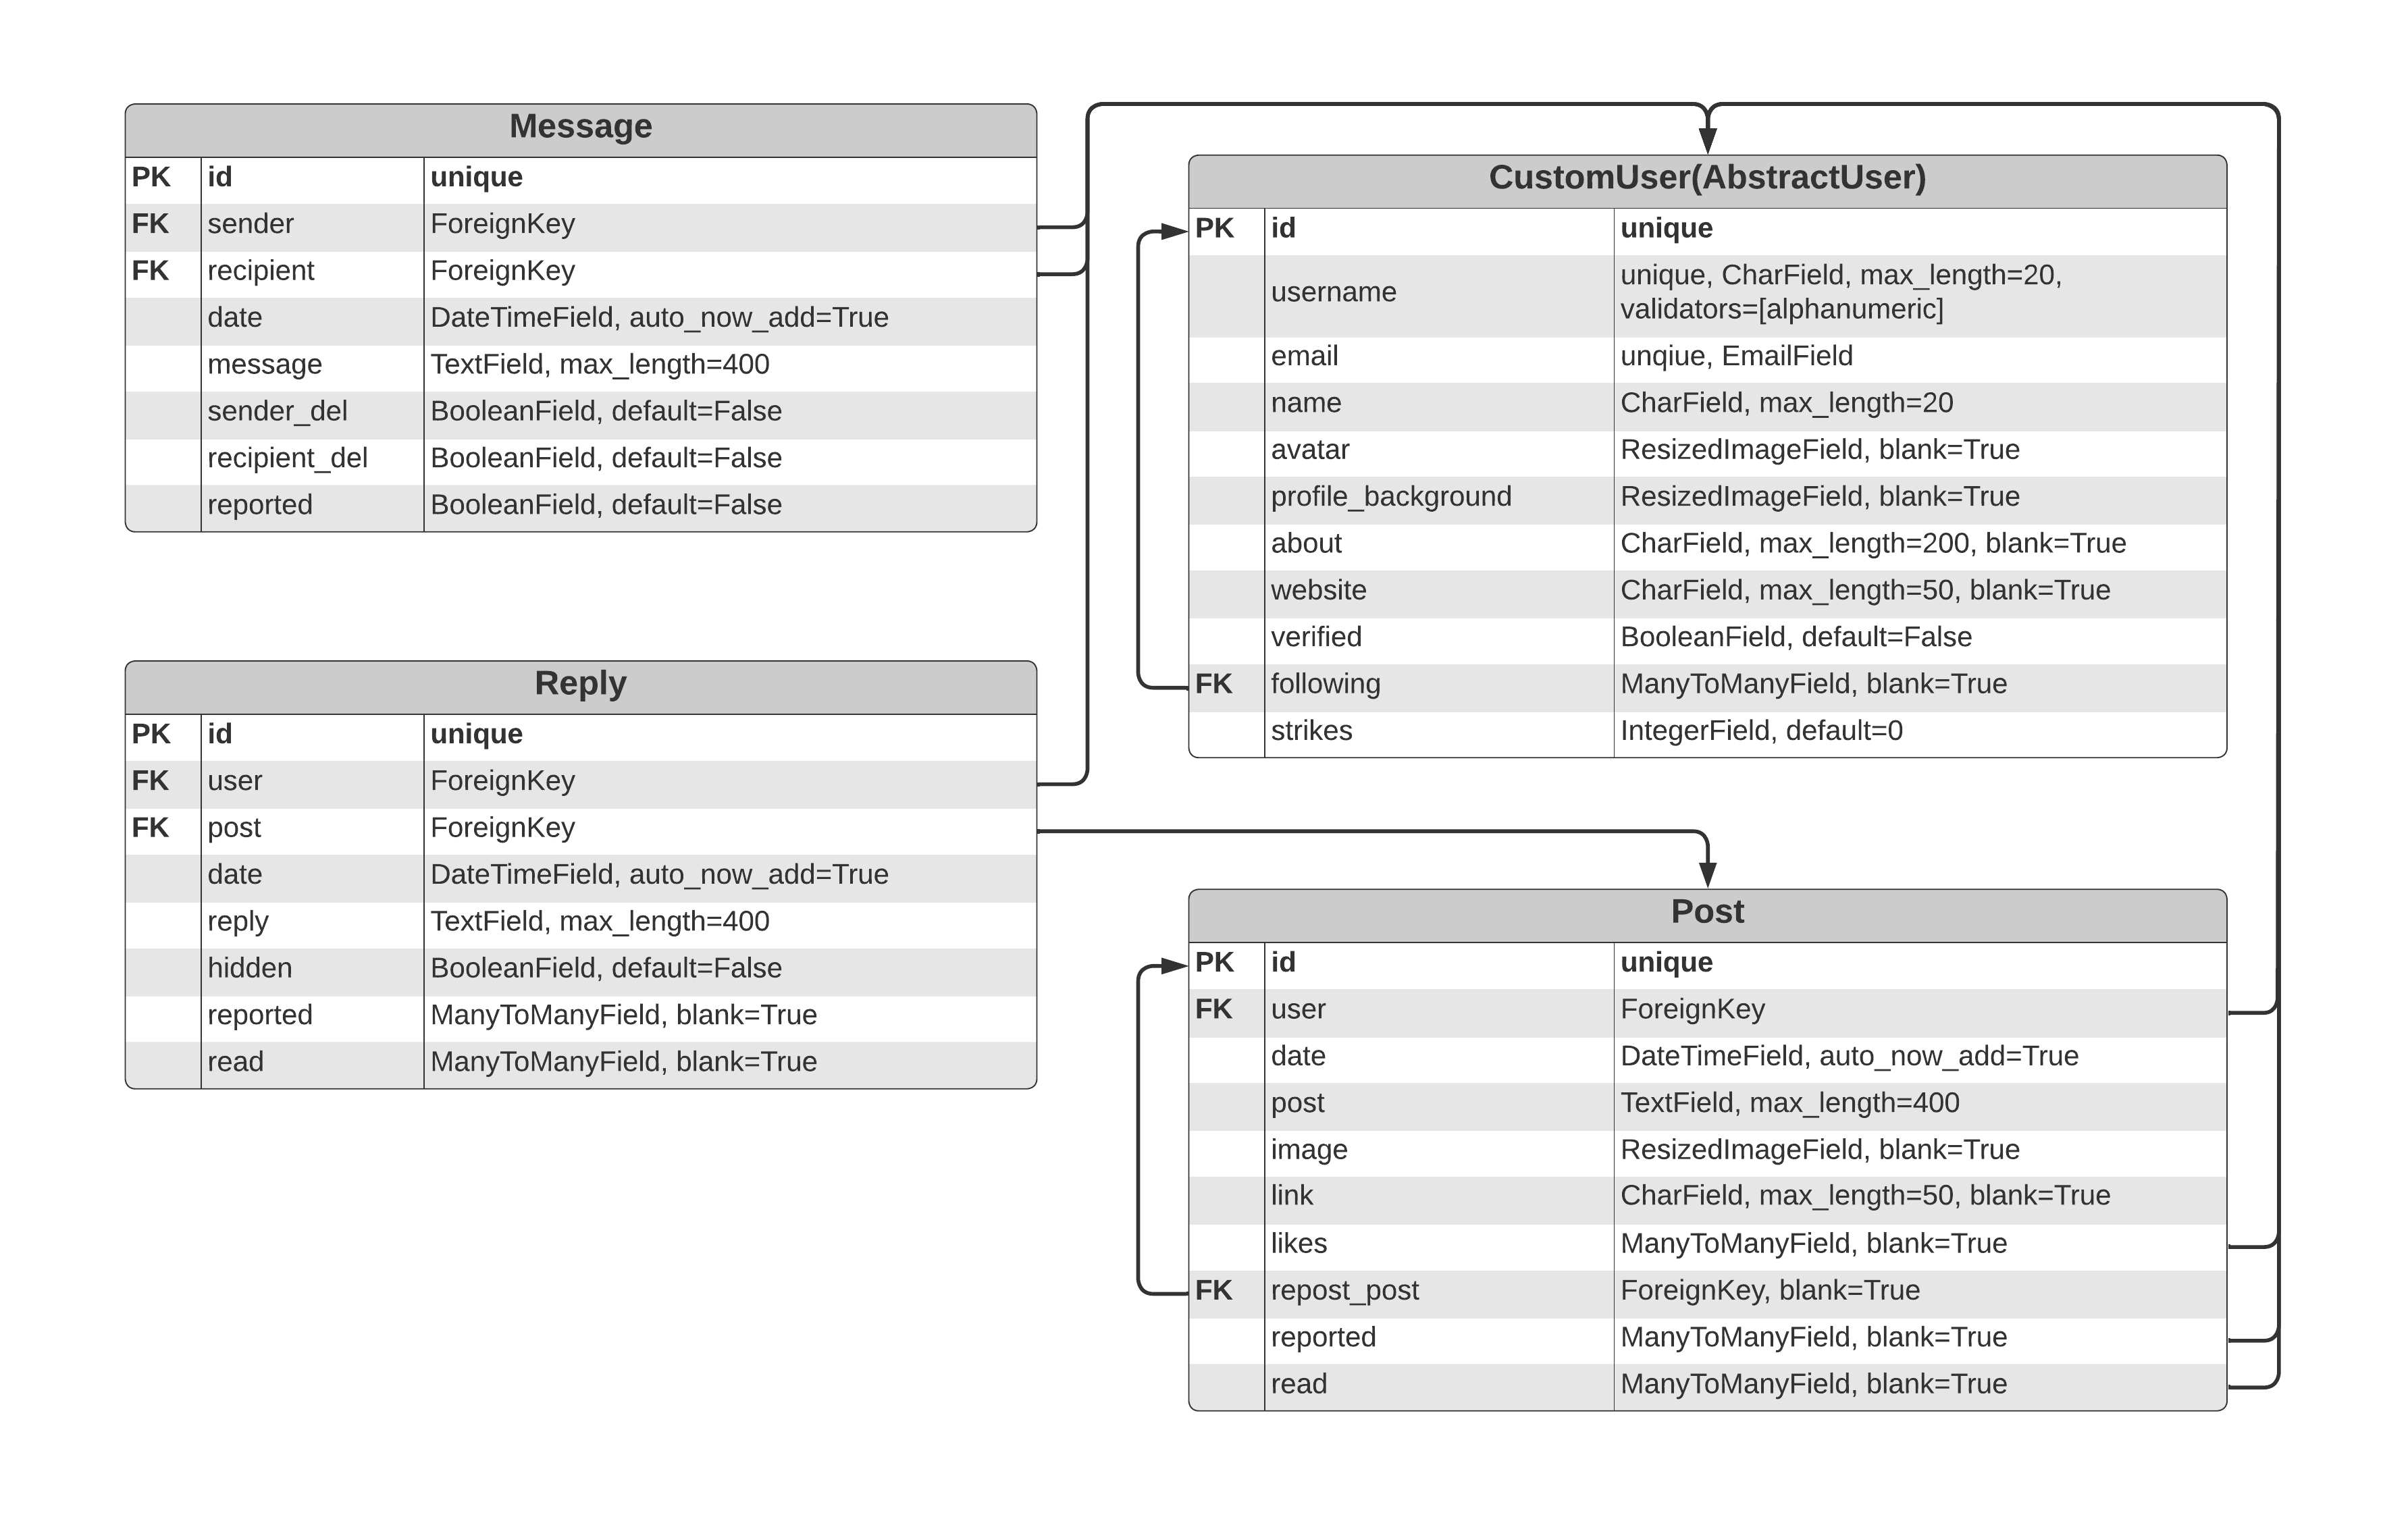 Message
PK id unique
FK sender ForeignKey
FK recipient ForeignKey
date DateTimeField, auto_now_add=True
message TextField, max_length=400
sender_del BooleanField, default=False
recipient_del BooleanField, default=False
reported BooleanField, default=False
CustomUser(AbstractUser)
PK id unique
username unique, CharField, max_length=20,
validators=[alphanumeric]
email unqiue, EmailField
name CharField, max_length=20
avatar ResizedImageField, blank=True
profile_background ResizedImageField, blank=True
about CharField, max_length=200, blank=True
website CharField, max_length=50, blank=True
verified BooleanField, default=False
FK following ManyToManyField, blank=True
strikes IntegerField, default=0
Reply
PK id unique
FK user ForeignKey
FK post ForeignKey
date DateTimeField, auto_now_add=True
reply TextField, max_length=400
hidden BooleanField, default=False
reported ManyToManyField, blank=True
read ManyToManyField, blank=True
Post
PK id unique
FK user ForeignKey
date DateTimeField, auto_now_add=True
post TextField, max_length=400
image ResizedImageField, blank=True
link CharField, max_length=50, blank=True
likes ManyToManyField, blank=True
FK repost_post ForeignKey, blank=True
reported ManyToManyField, blank=True
read ManyToManyField, blank=True